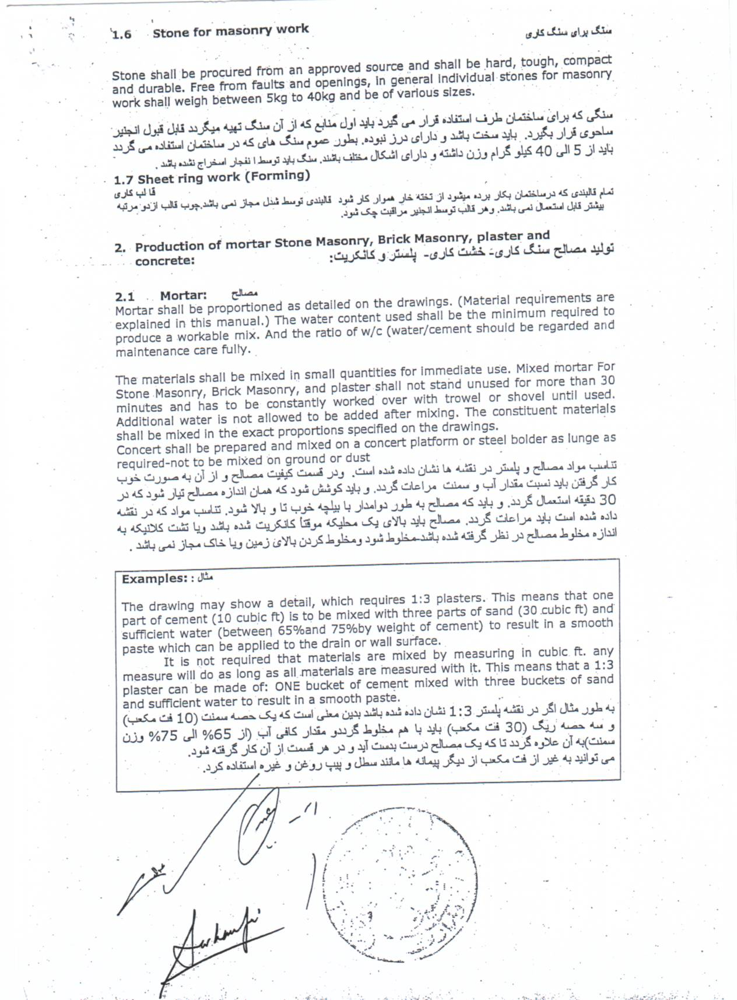 1.6 Stone for masonry work
سنگ برای سنگ کاری
Stone shall be procured from an approved source and shall be hard, tough, compact
and durable. Free from faults and openings, in general individual stones for masonry
work shall weigh between 5kg to 40kg and be of various sizes.
سنگی که برای ساختمان طرف استفاده قرار می گیرد باید اول منابع که از آن سنگ تهیه میگردد قابل قبول انجنیر
ساحوی قرار بگیرد. باید سخت باشد و دارای درز نبوده. بطور عموم سنگ های که در ساختمان استفاده می گردد
باید از 5 الی 40 کیلو گرام وزن داشته و دارای اشکال مختلف باشند. سنگ باید توسط ا نفجار اسخراج نشده باشد .
1.7 Sheet ring work (Forming)
قا لب کاری
تمام قالبندی که درساختمان بکار برده میشود از تخته خار هموار کار شود قالبندی توسط شدل مجاز نمی باشد.چوب قالب ازدو مرتبه
بیشتر قابل استعمال نمی باشد. وهر قالب توسط انجنیر مراقبت چک شود.
2. Production of mortar Stone Masonry, Brick Masonry, plaster and
concrete:
تولید مصالح سنگ کاری- خشت کاری- پلستر و کانکریت:
2.1 Mortar: مصالح
Mortar shall be proportioned as detailed on the drawings. (Material requirements are
explained in this manual.) The water content used shall be the minimum required to
produce a workable mix. And the ratio of w/c (water/cement should be regarded and
maintenance care fully.
The materials shall be mixed in small quantities for immediate use. Mixed mortar For
Stone Masonry, Brick Masonry, and plaster shall not stand unused for more than 30
minutes and has to be constantly worked over with trowel or shovel until used.
Additional water is not allowed to be added after mixing. The constituent materials
shall be mixed in the exact proportions specified on the drawings.
Concert shall be prepared and mixed on a concert platform or steel bolder as lunge as
required-not to be mixed on ground or dust
تناسب مواد مصالح و پلستر در نقشه ها نشان داده شده است. ودر قسمت کیفیت مصالح و از آن به صورت خوب
کار گرفتن باید نسبت مقدار آب و سمنت مراعات گردد. و باید کوشش شود که همان اندازه مصالح تیار شود که در
30 دقیقه استعمال گردد. و باید که مصالح به طور دوامدار با بیلچه خوب تا و بالا شود. تناسب مواد که در نقشه
داده شده است باید مراعات گردد. مصالح باید بالای یک محلیکه موقتأ کانکریت شده باشد ویا تشت کلانیکه به
اندازه مخلوط مصالح در نظر گرفته شده باشد-مخلوط شود ومخلوط کردن بالائ زمین ویا خاک مجاز نمی باشد .
Examples: : مثال
The drawing may show a detail, which requires 1:3 plasters. This means that one
part of cement (10 cubic ft) is to be mixed with three parts of sand (30 cubic ft) and
sufficient water (between 65%and 75%by weight of cement) to result in a smooth
paste which can be applied to the drain or wall surface.
It is not required that materials are mixed by measuring in cubic ft. any
measure will do as long as all materials are measured with it. This means that a 1:3
plaster can be made of: ONE bucket of cement mixed with three buckets of sand
and sufficient water to result in a smooth paste.
به طور مثال اگر در نقشه پلستر 1:3 نشان داده شده باشد بدین معنی است که یک حصه سمنت (10 فت مکعب)
و سه حصه ریگ (30 فت مکعب) باید با هم مخلوط گرددو مقدار کافی آب (از 65% الی 75% وزن
سمنت)به آن علاوه گردد تا که یک مصالح درست بدست آید و در هر قسمت از آن کار گرفته شود.
می توانید به غیر از فت مکعب از دیگر پیمانه ها مانند سطل و پیپ روغن و غیره استفاده کرد.
3